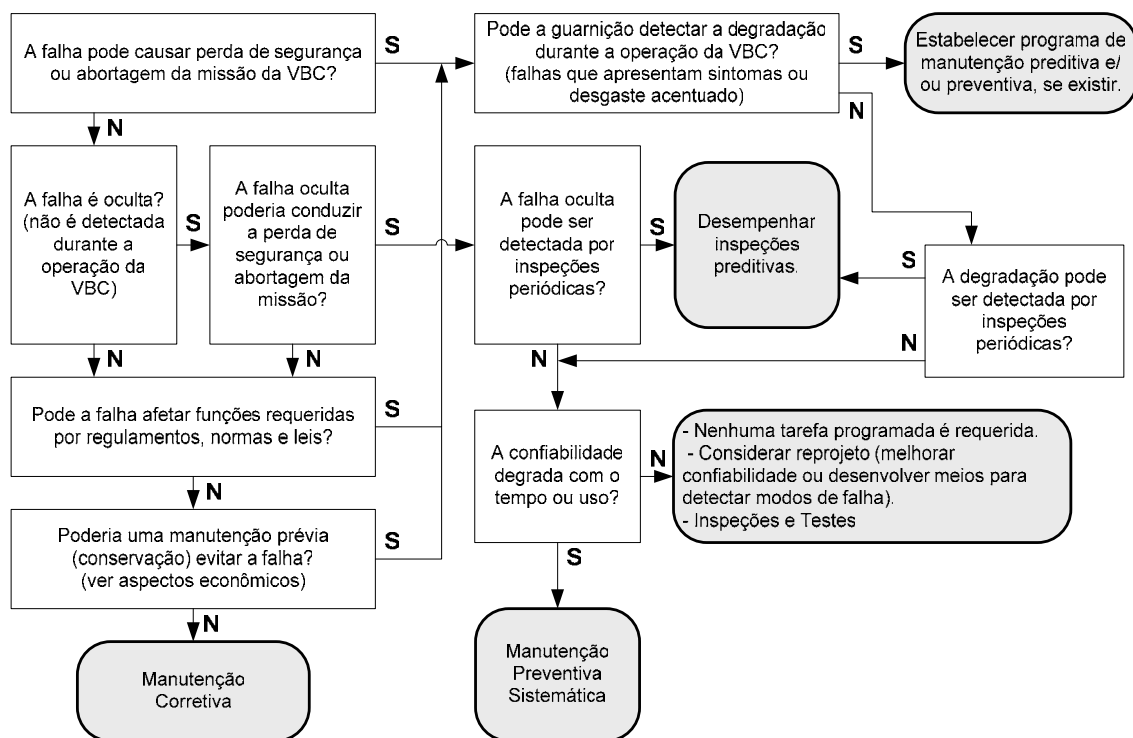 A falha pode causar perda de segurança
ou abortagem da missão da VBC?
S
N
Pode a guarnição detectar a degradação
durante a operação da VBC?
(falhas que apresentam sintomas ou
desgaste acentuado)
S
N
Estabelecer programa de
manutenção preditiva e/
ou preventiva, se existir.
A falha é oculta?
(não é detectada
durante a
operação da
VBC)
S
N
A falha oculta
poderia conduzir
a perda de
segurança ou
abortagem da
missão?
S
N
A falha oculta
pode ser
detectada por
inspeções
periódicas?
S
N
Desempenhar
inspeções
preditivas.
S
N
A degradação pode
ser detectada por
inspeções
periódicas?
Pode a falha afetar funções requeridas
por regulamentos, normas e leis?
S
N
A confiabilidade
degrada com o
tempo ou uso?
N
S
- Nenhuma tarefa programada é requerida.
- Considerar reprojeto (melhorar
confiabilidade ou desenvolver meios para
detectar modos de falha).
- Inspeções e Testes
Poderia uma manutenção prévia
(conservação) evitar a falha?
(ver aspectos econômicos)
S
N
Manutenção
Corretiva
Manutenção
Preventiva
Sistemática